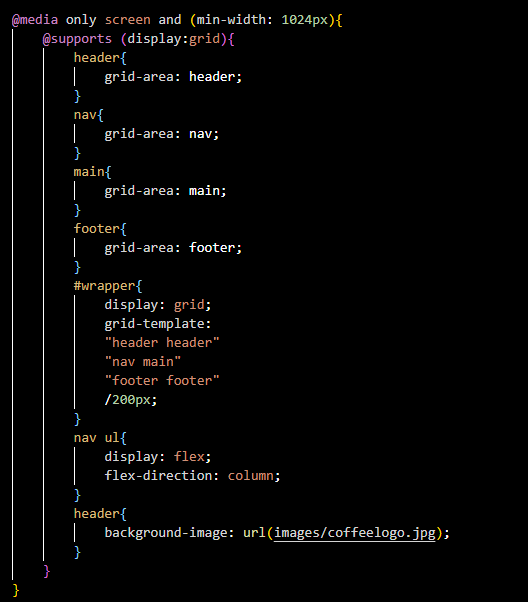 @media only screen and (min-width: 1024px){
    @supports (display:grid){
        header{
            grid-area: header;
        }
        nav{
            grid-area: nav;
        }
        main{
            grid-area: main;
        }
        footer{
            grid-area: footer;
        }
        #wrapper{
            display: grid;
            grid-template:
            "header header"
            "nav main"
            "footer footer"
            /200px;
        }
        nav ul{
            display: flex;
            flex-direction: column;
        }
        header{
            background-image: url(images/coffeelogo.jpg);
        }
    }
}